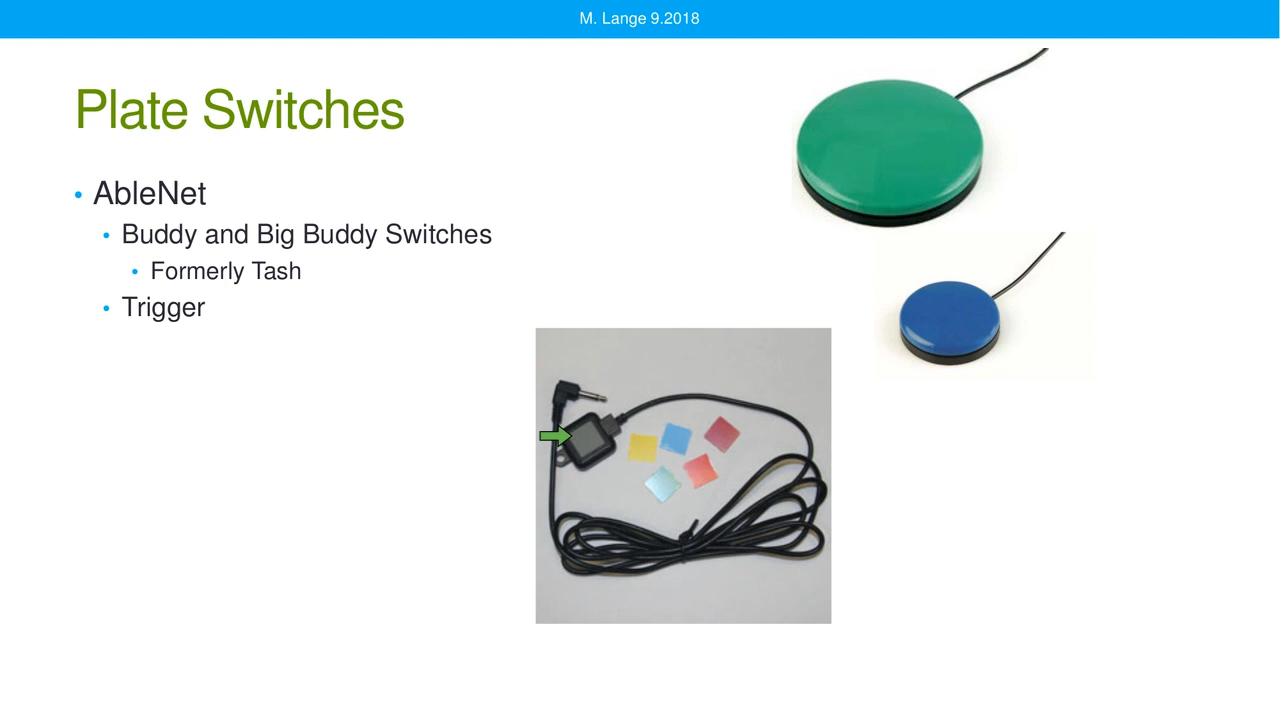 M. Lange 9.2018
Plate Switches
• AbleNet
• Buddy and Big Buddy Switches
• Formerly Tash
• Trigger